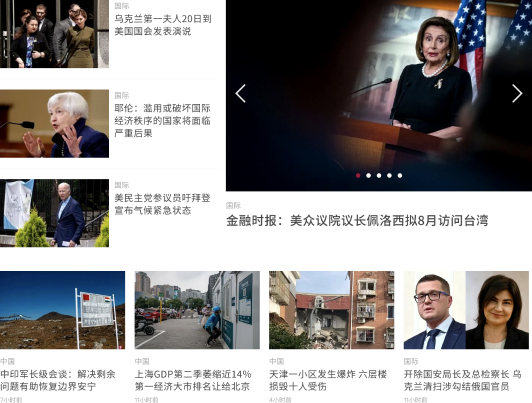 国际
乌克兰第一夫人20日到
美国国会发表演说
国际
耶伦：滥用或破坏国际
经济秩序的国家将面临
严重后果
国际
美民主党参议员吁拜登
宣布气候紧急状态
国际
金融时报：美众议院议长佩洛西拟8月访问台湾
中国
中印军长级会谈：解决剩余
问题有助恢复边界安宁
7小时前
中国
上海GDP第二季萎缩近14%
第一经济大市排名让给北京
11小时前
中国
天津一小区发生爆炸 六层楼
损毁十人受伤
4小时前
国际
开除国安局长及总检察长 乌
克兰清扫涉勾结俄国官员
11小时前